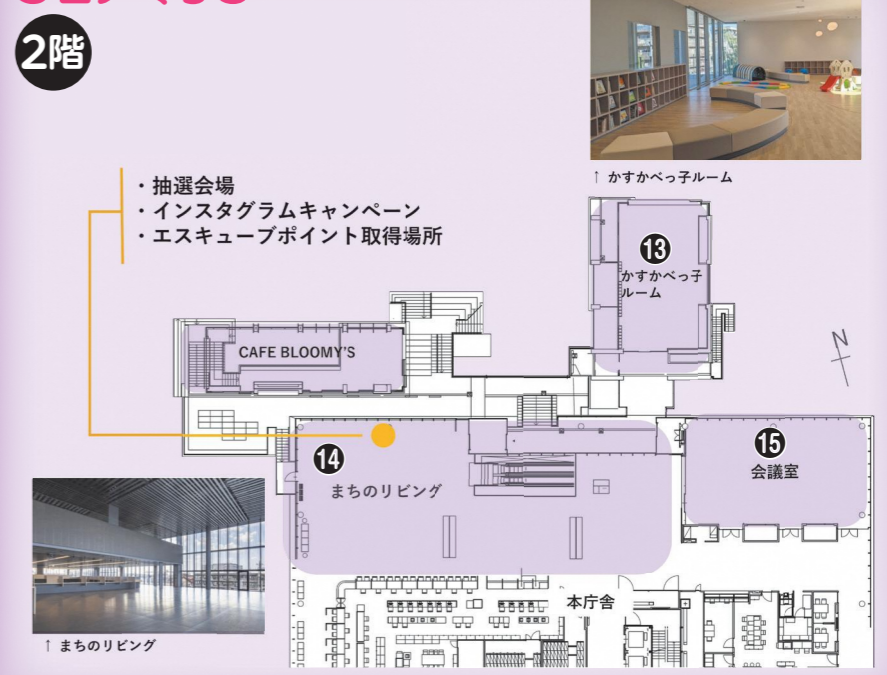 2階
↑ かすかべっ子ルーム
・抽選会場
・インスタグラムキャンペーン
・エスキューブポイント取得場所
13
かすかべっ子
ルーム
CAFE BLOOMY'S
N
14
まちのリビング
15
会議室
本庁舎
↑ まちのリビング